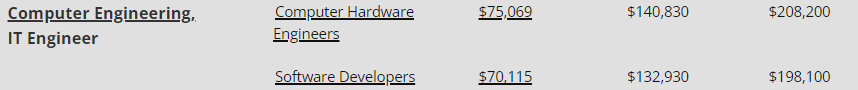 Computer Engineering,
IT Engineer
Computer Hardware
Engineers
$75,069
$140,830
$208,200
Software Developers
$70,115
$132,930
$198,100